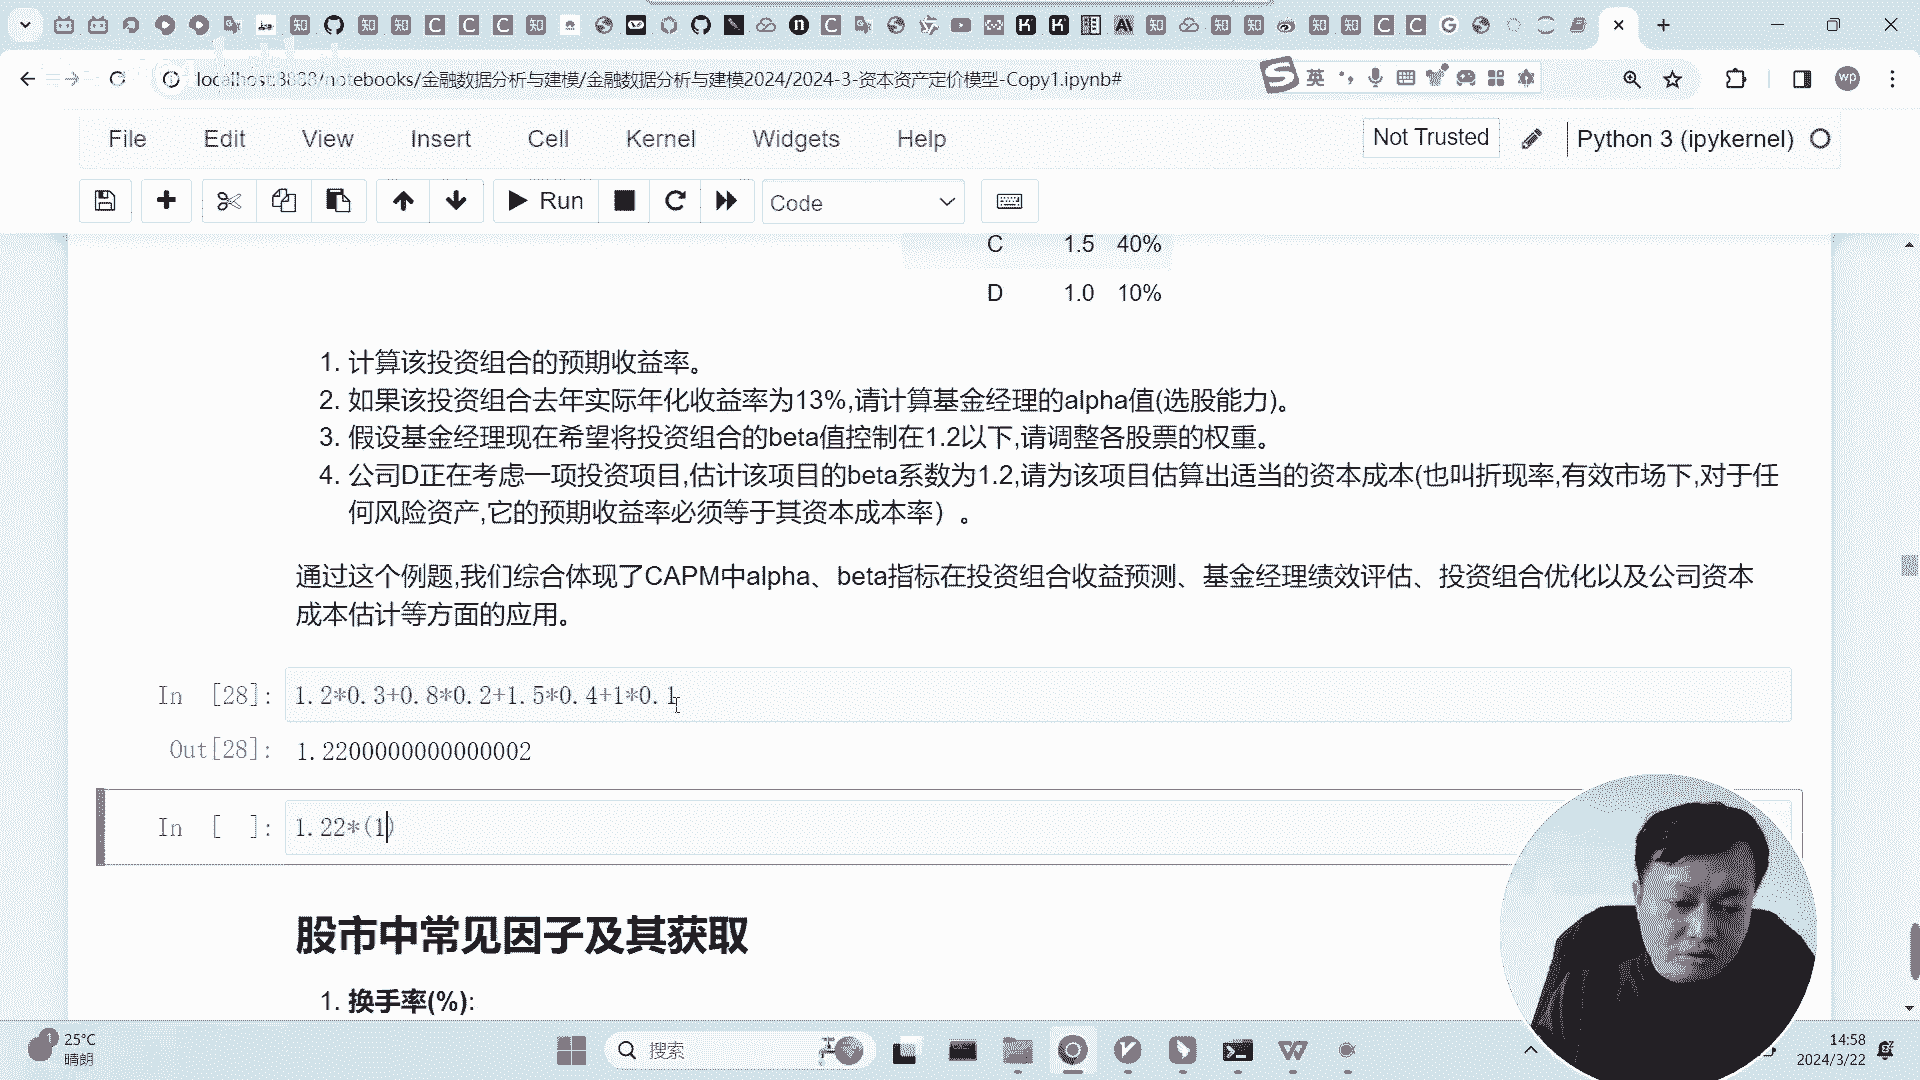 localhost:8888/notebooks/金融数据分析与建模/金融数据分析与建模2024/2024-3-资本资产定价模型-Copy1.ipynb#
英
wp
File Edit View Insert Cell Kernel Widgets Help
Not Trusted
Python 3 (ipykernel)
Run
Code
C 1.5 40%
D 1.0 10%
1. 计算该投资组合的预期收益率。
2. 如果该投资组合去年实际年化收益率为13%,请计算基金经理的alpha值(选股能力)。
3. 假设基金经理现在希望将投资组合的beta值控制在1.2以下,请调整各股票的权重。
4. 公司D正在考虑一项投资项目,估计该项目的beta系数为1.2,请为该项目估算出适当的资本成本(也叫折现率,有效市场下,对于任
何风险资产,它的预期收益率必须等于其资本成本率）。
通过这个例题,我们综合体现了CAPM中alpha、beta指标在投资组合收益预测、基金经理绩效评估、投资组合优化以及公司资本
成本估计等方面的应用。
In [28]: 1.2*0.3+0.8*0.2+1.5*0.4+1*0.1
Out[28]: 1.2200000000000002
In [ ]: 1.22*(1)
股市中常见因子及其获取
1. 换手率(%):
1
25°C
晴朗
搜索
14:58
2024/3/22